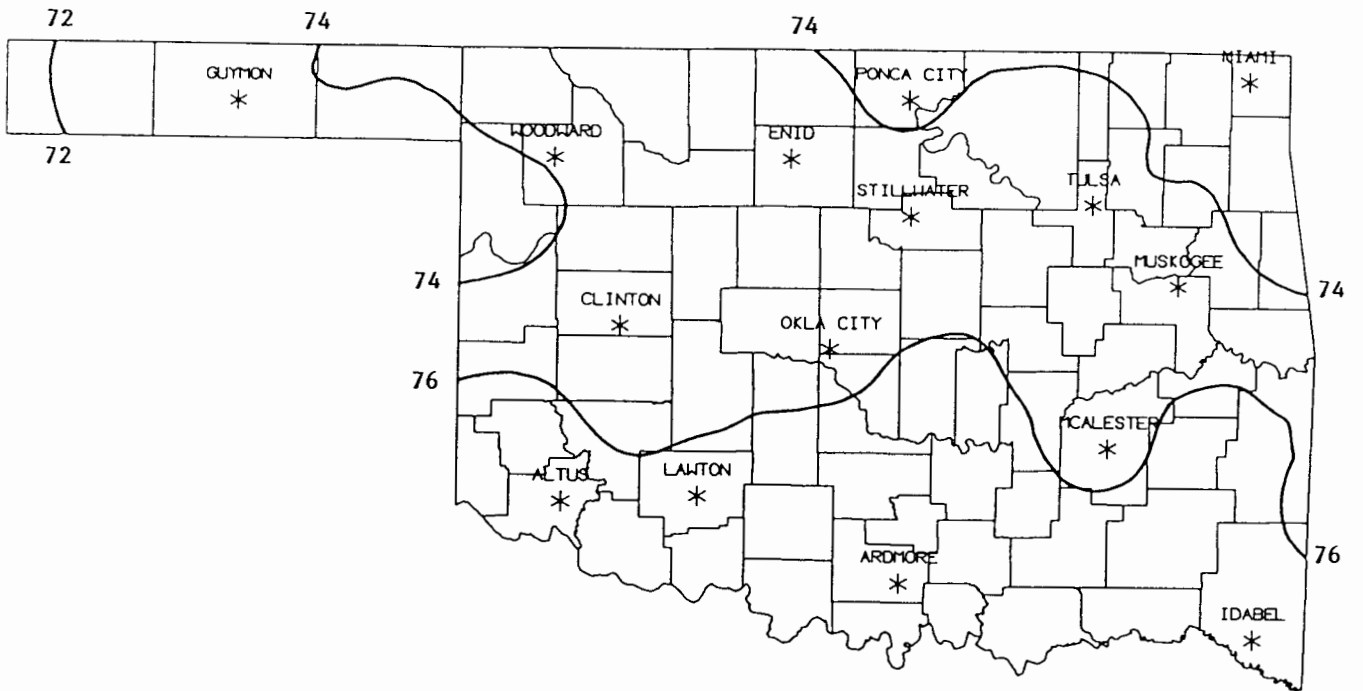 72
74
74
MIAMI
GUYMON
PONCA CITY
72
WOODWARD
ENID
STILLWATER
TULSA
74
MUSKOGEE
74
CLINTON
OKLA CITY
76
MCALESTER
ALTUS
LAWTON
ARDMORE
76
IDABEL